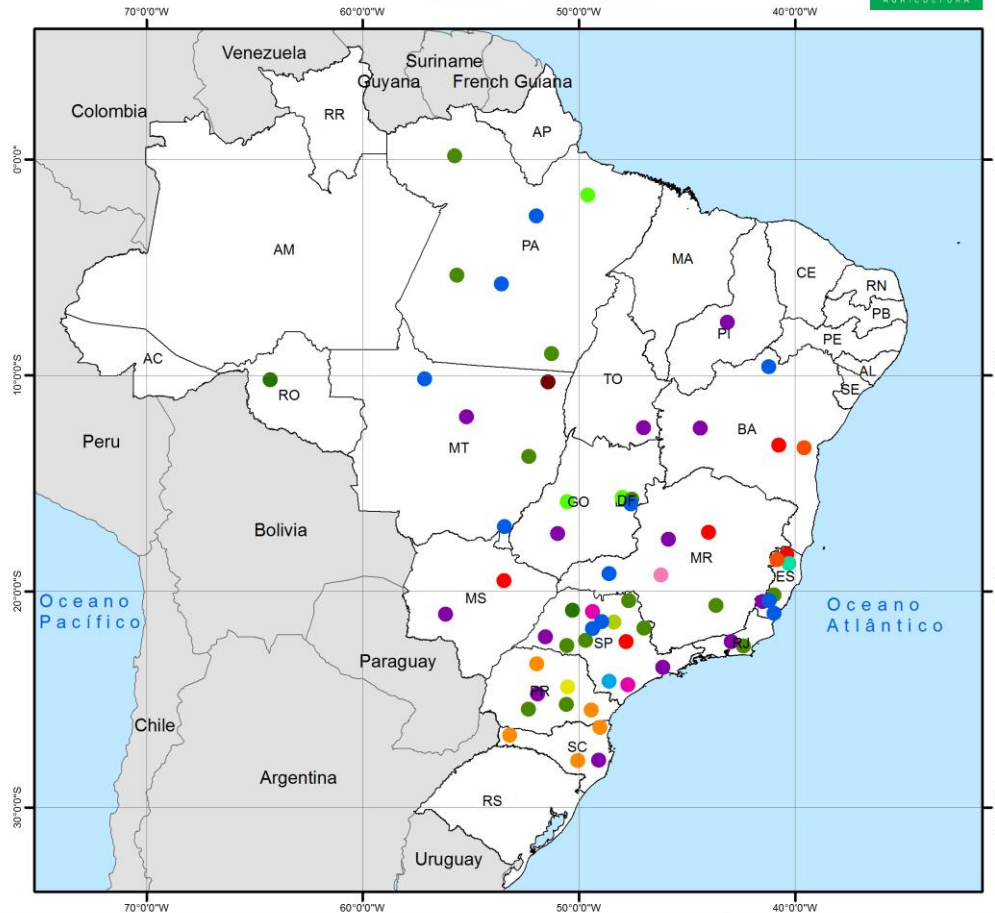 AGRICULTURA
70°0'0"W 60°0'0"W 50°0'0"W 40°0'0"W
Venezuela
Suriname
Guyana French Guiana
Colombia
RR
AP
0°0'0"
AM
PA
MA
CE
RN
PB
PI
PE
AC
AL
SE
10°0'0"S
RO
TO
BA
Peru
MT
GO
DF
Bolivia
MR
ES
MS
20°0'0"S
Oceano
Pacífico
Oceano
Atlântico
SP
RJ
Paraguay
PR
Chile
SC
Argentina
RS
30°0'0"S
Uruguay
70°0'0"W 60°0'0"W 50°0'0"W 40°0'0"W